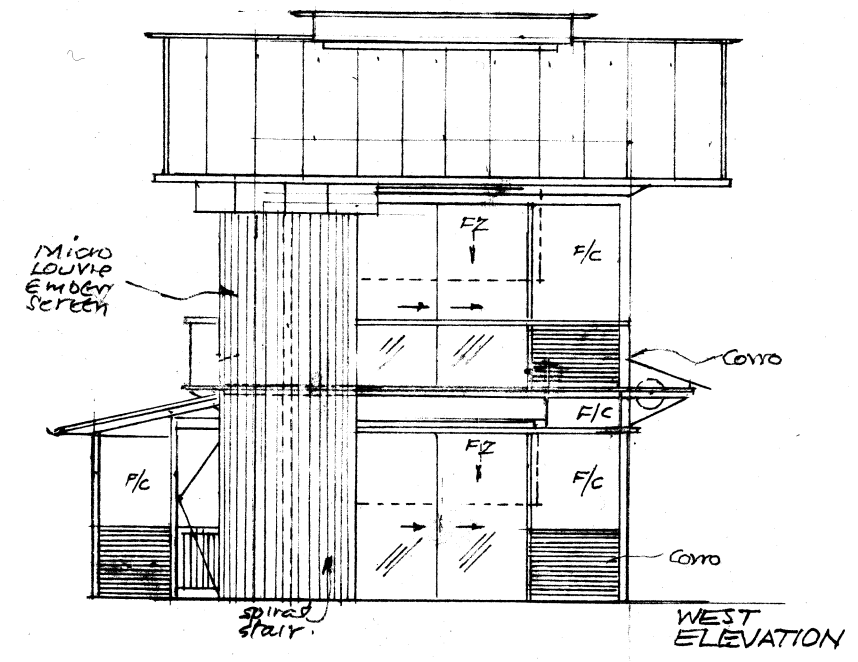 Micro
Louvre
Ember
Screen
FZ
F/C
Corro
F/C
FZ
F/C
F/C
Corro
spiral
stair.
WEST
ELEVATION